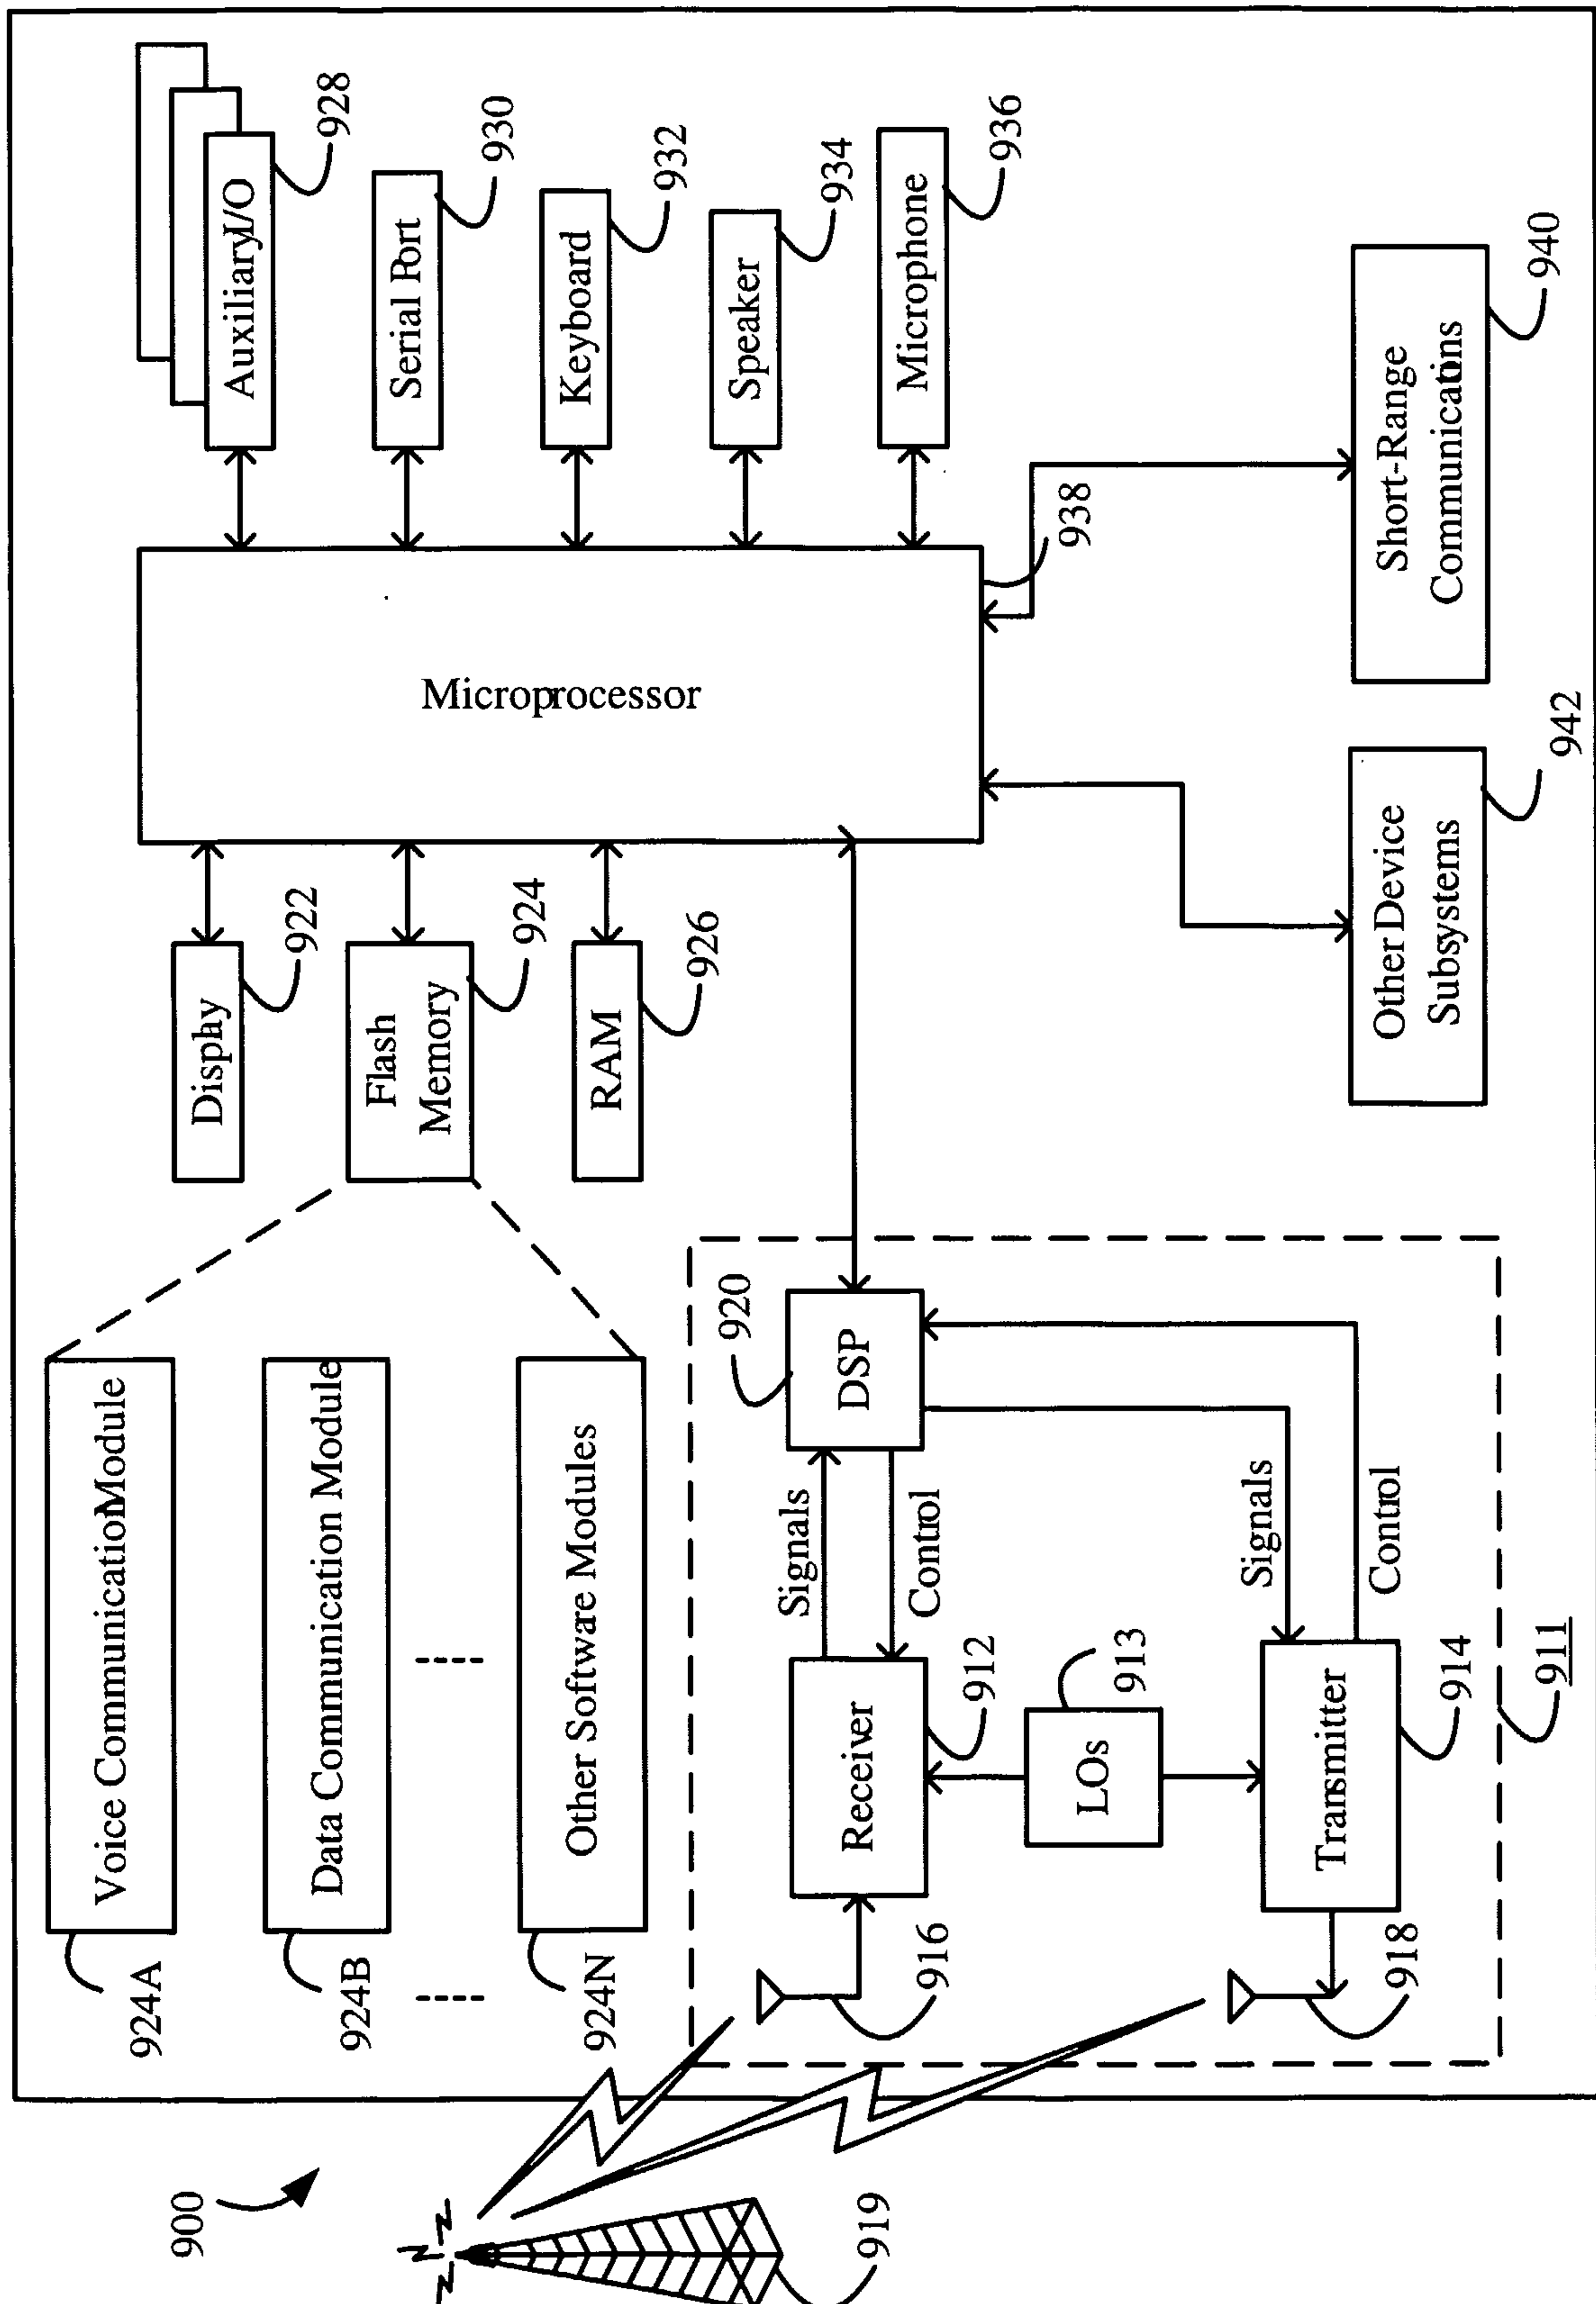 900
919
924A
Voice Communication Module
924B
Data Communication Module
924N
Other Software Modules
Display
922
Flash
Memory
924
RAM
926
Microprocessor
938
Auxiliary I/O
928
Serial Port
930
Keyboard
932
Speaker
934
Microphone
936
Short-Range
Communications
940
Other Device
Subsystems
942
916
918
Receiver
912
LOs
913
Transmitter
914
Signals
Control
DSP
920
Signals
Control
911